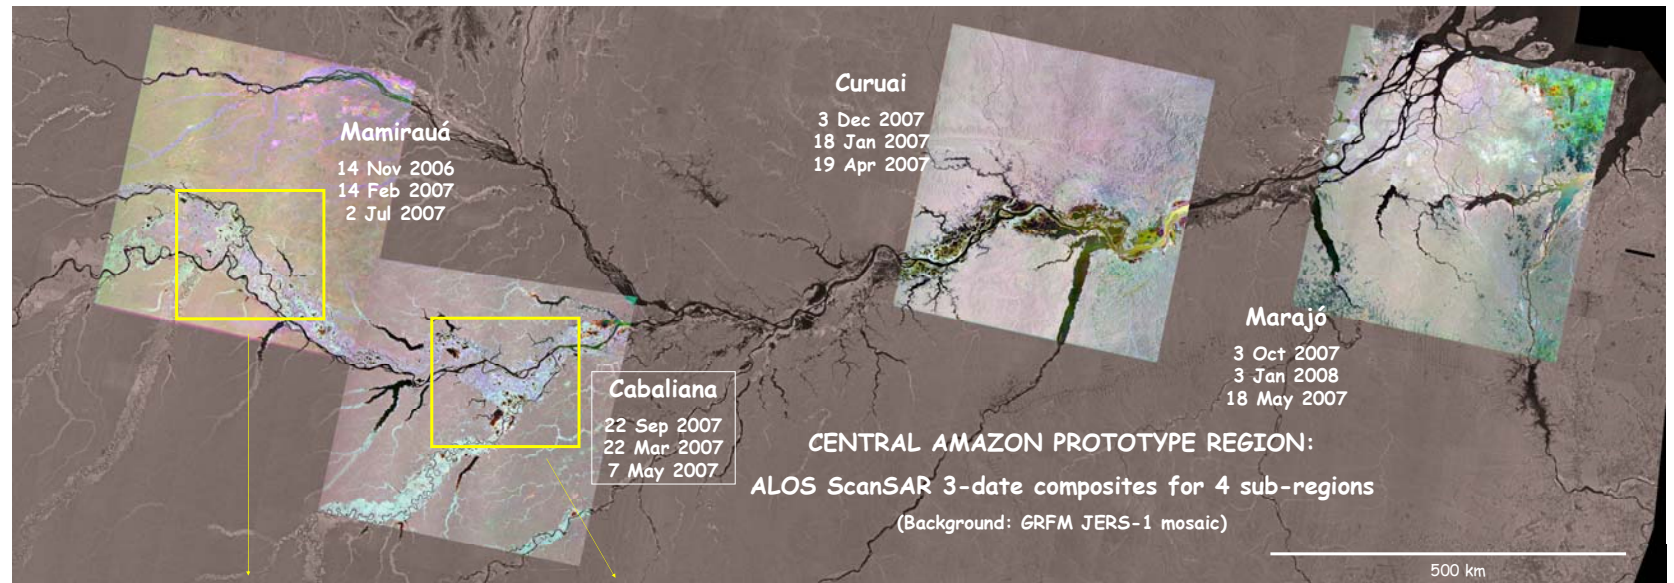 Mamirauá
14 Nov 2006
14 Feb 2007
2 Jul 2007
Curuai
3 Dec 2007
18 Jan 2007
19 Apr 2007
Cabaliana
22 Sep 2007
22 Mar 2007
7 May 2007
Marajó
3 Oct 2007
3 Jan 2008
18 May 2007
CENTRAL AMAZON PROTOTYPE REGION:
ALOS ScanSAR 3-date composites for 4 sub-regions
(Background: GRFM JERS-1 mosaic)
500 km